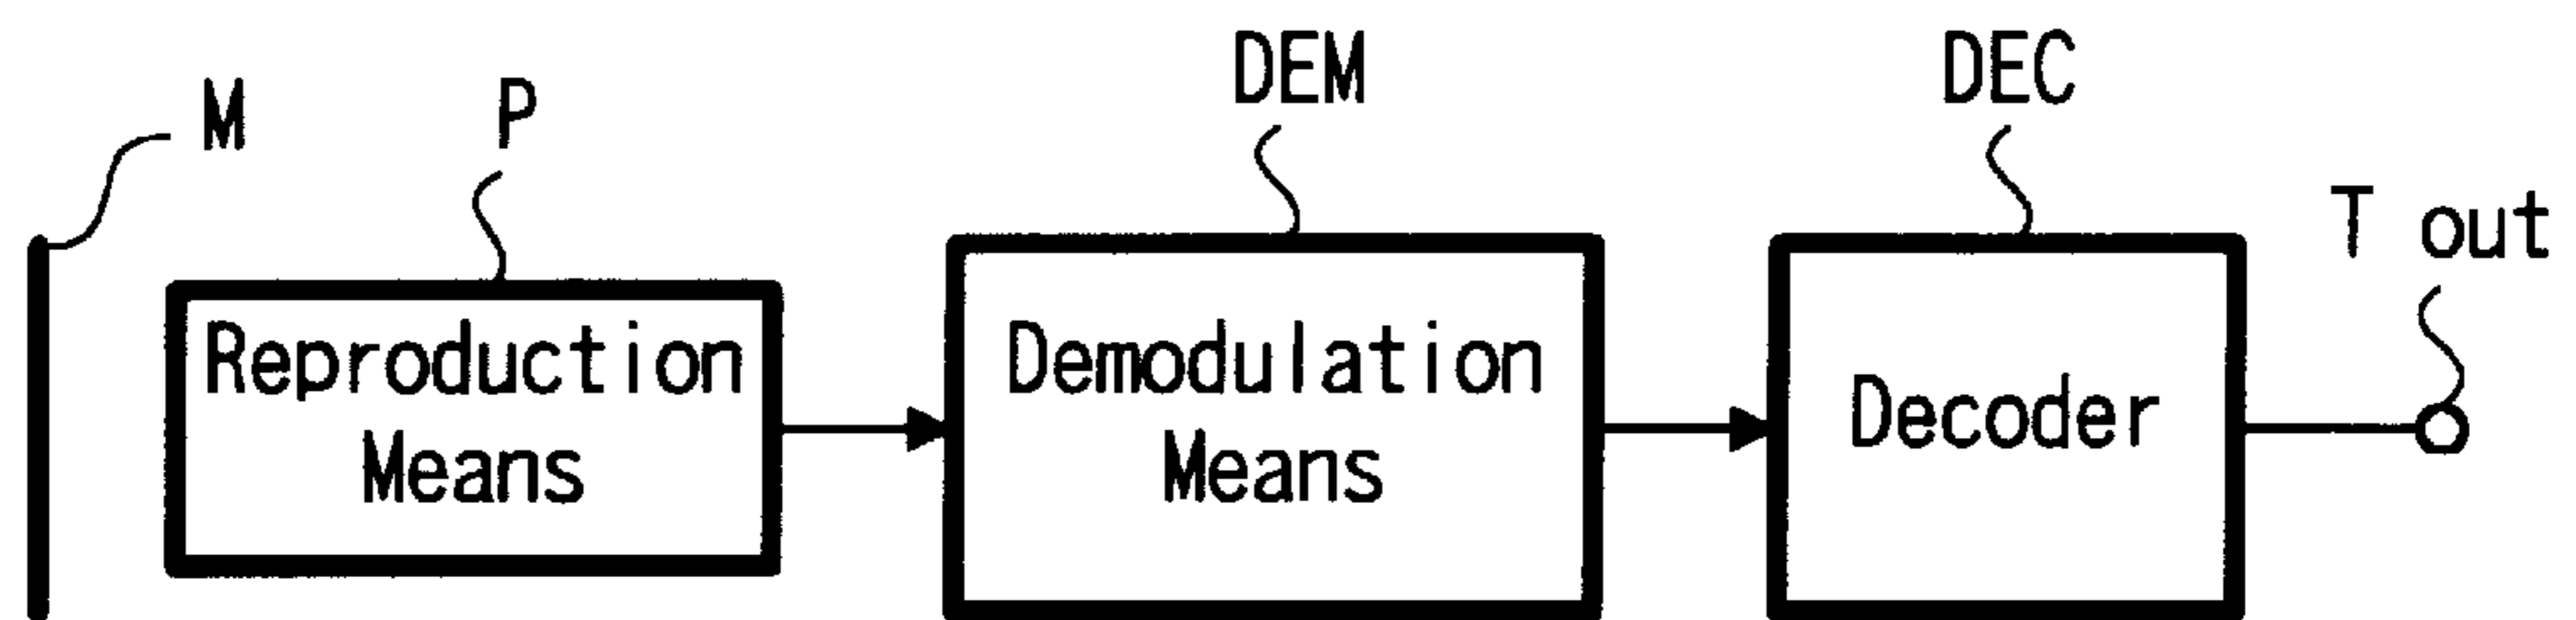 M
P
DEM
DEC
T out
Reproduction
Means
Demodulation
Means
Decoder